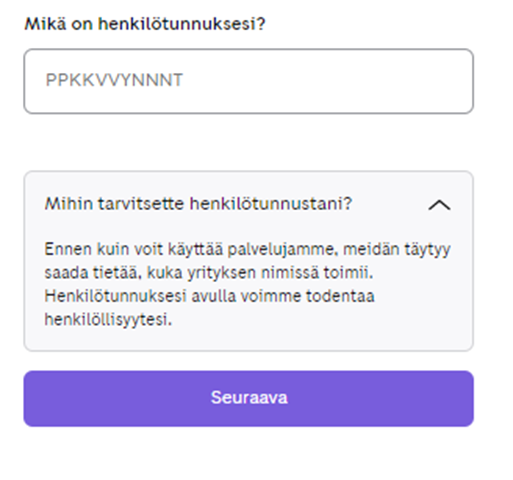 Mikä on henkilötunnuksesi?
PPKKVVYNNNT
Mihin tarvitsette henkilötunnustani?
Ennen kuin voit käyttää palvelujamme, meidän täytyy
saada tietää, kuka yrityksen nimissä toimii.
Henkilötunnuksesi avulla voimme todentaa
henkilöllisyytesi.
Seuraava